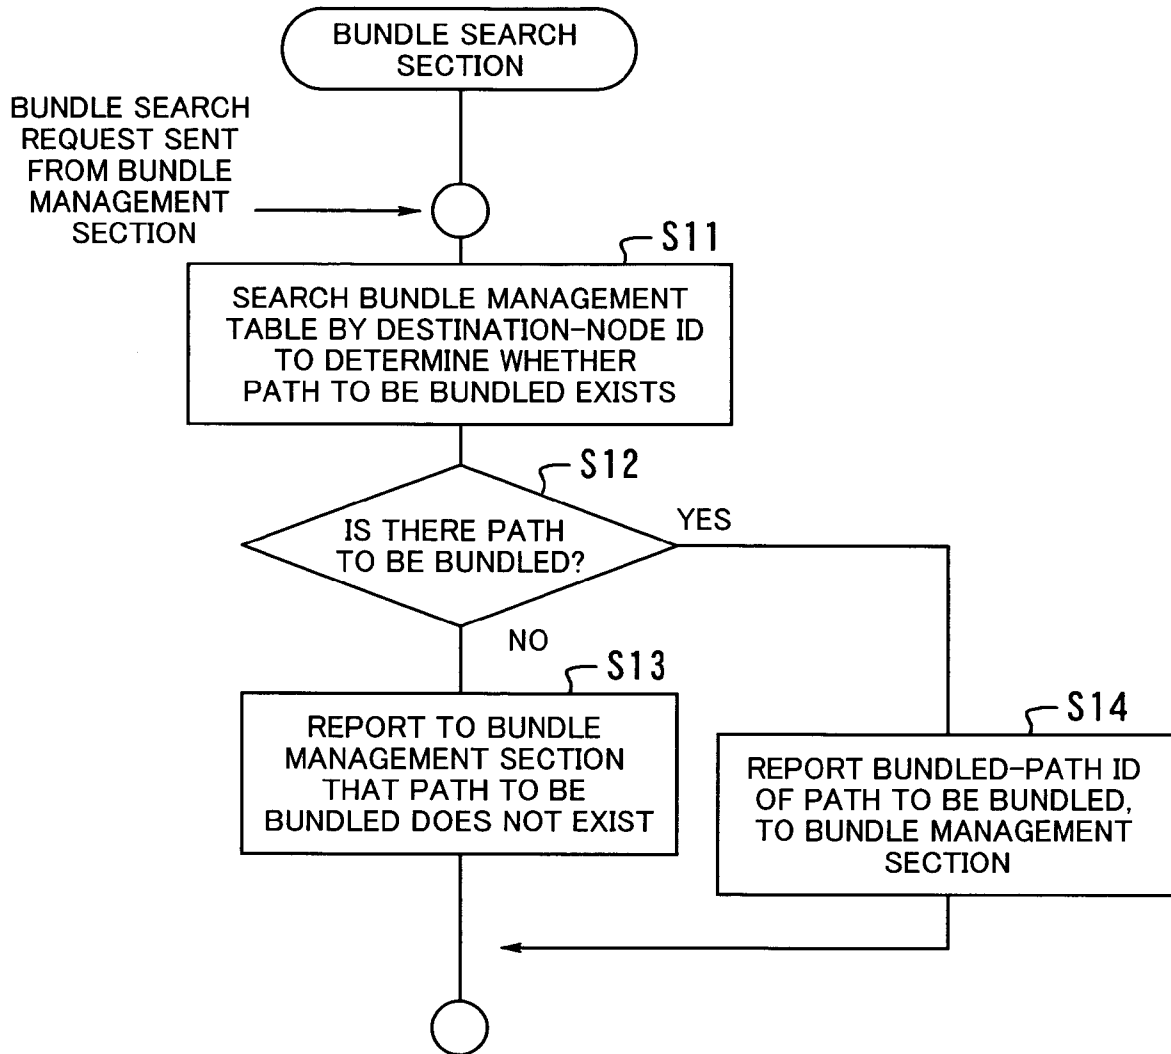 BUNDLE SEARCH
SECTION
BUNDLE SEARCH
REQUEST SENT
FROM BUNDLE
MANAGEMENT
SECTION
S11
SEARCH BUNDLE MANAGEMENT
TABLE BY DESTINATION-NODE ID
TO DETERMINE WHETHER
PATH TO BE BUNDLED EXISTS
S12
IS THERE PATH
TO BE BUNDLED?
YES
NO
S13
REPORT TO BUNDLE
MANAGEMENT SECTION
THAT PATH TO BE
BUNDLED DOES NOT EXIST
S14
REPORT BUNDLED-PATH ID
OF PATH TO BE BUNDLED,
TO BUNDLE MANAGEMENT
SECTION